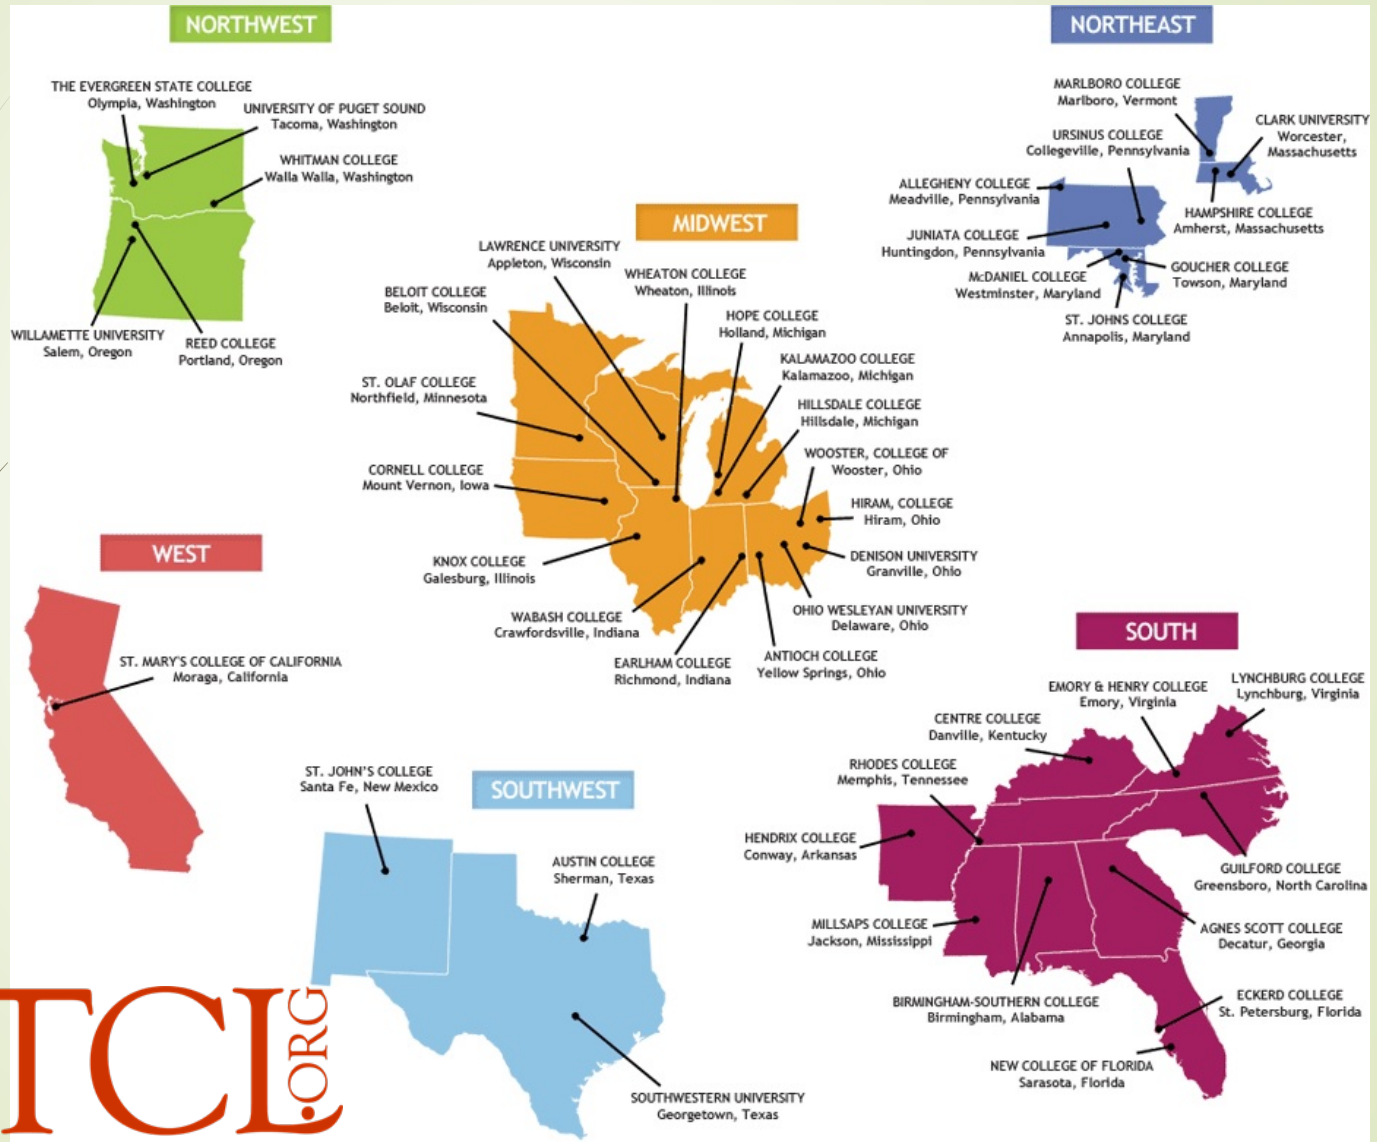 NORTHWEST
THE EVERGREEN STATE COLLEGE
Olympia, Washington
UNIVERSITY OF PUGET SOUND
Tacoma, Washington
WHITMAN COLLEGE
Walla Walla, Washington
WILLAMETTE UNIVERSITY
Salem, Oregon
REED COLLEGE
Portland, Oregon
NORTHEAST
MARLBORO COLLEGE
Marlboro, Vermont
CLARK UNIVERSITY
Worcester,
Massachusetts
URSINUS COLLEGE
Collegeville, Pennsylvania
ALLEGHENY COLLEGE
Meadville, Pennsylvania
HAMPSHIRE COLLEGE
Amherst, Massachusetts
JUNIATA COLLEGE
Huntingdon, Pennsylvania
GOUCHER COLLEGE
Towson, Maryland
McDANIEL COLLEGE
Westminster, Maryland
ST. JOHNS COLLEGE
Annapolis, Maryland
MIDWEST
LAWRENCE UNIVERSITY
Appleton, Wisconsin
WHEATON COLLEGE
Wheaton, Illinois
BELOIT COLLEGE
Beloit, Wisconsin
HOPE COLLEGE
Holland, Michigan
KALAMAZOO COLLEGE
Kalamazoo, Michigan
ST. OLAF COLLEGE
Northfield, Minnesota
HILLSDALE COLLEGE
Hillsdale, Michigan
WOOSTER, COLLEGE OF
Wooster, Ohio
CORNELL COLLEGE
Mount Vernon, Iowa
HIRAM, COLLEGE
Hiram, Ohio
KNOX COLLEGE
Galesburg, Illinois
DENISON UNIVERSITY
Granville, Ohio
WABASH COLLEGE
Crawfordsville, Indiana
OHIO WESLEYAN UNIVERSITY
Delaware, Ohio
EARLHAM COLLEGE
Richmond, Indiana
ANTIOCH COLLEGE
Yellow Springs, Ohio
WEST
ST. MARY'S COLLEGE OF CALIFORNIA
Moraga, California
SOUTHWEST
ST. JOHN'S COLLEGE
Santa Fe, New Mexico
AUSTIN COLLEGE
Sherman, Texas
SOUTHWESTERN UNIVERSITY
Georgetown, Texas
SOUTH
LYNCHBURG COLLEGE
Lynchburg, Virginia
EMORY & HENRY COLLEGE
Emory, Virginia
CENTRE COLLEGE
Danville, Kentucky
RHODES COLLEGE
Memphis, Tennessee
HENDRIX COLLEGE
Conway, Arkansas
GUILFORD COLLEGE
Greensboro, North Carolina
MILLSAPS COLLEGE
Jackson, Mississippi
AGNES SCOTT COLLEGE
Decatur, Georgia
BIRMINGHAM-SOUTHERN COLLEGE
Birmingham, Alabama
ECKERD COLLEGE
St. Petersburg, Florida
NEW COLLEGE OF FLORIDA
Sarasota, Florida
TCL.ORG